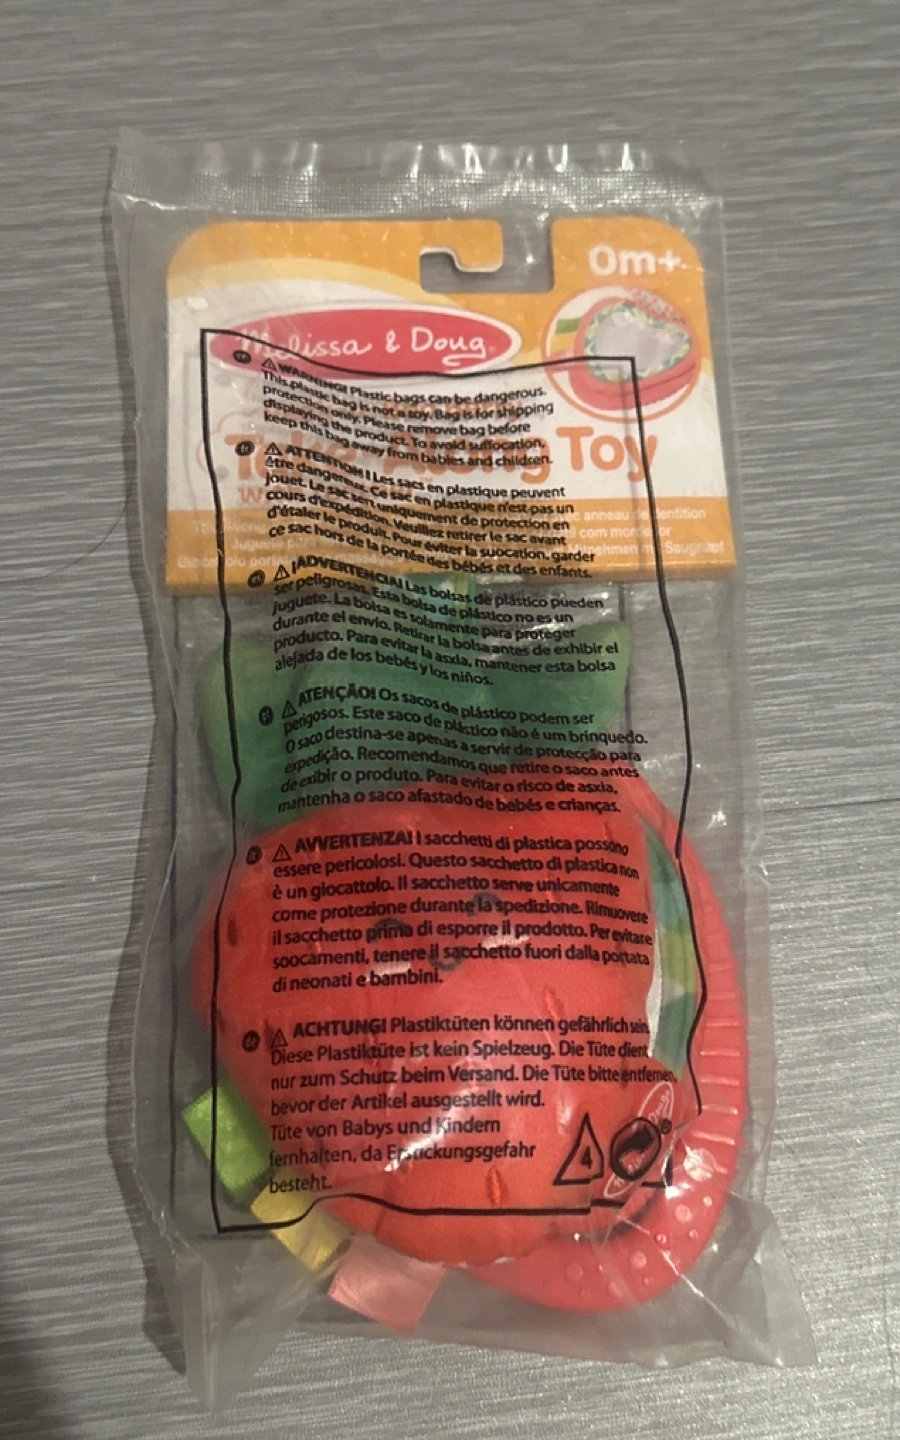 0m+
Melissa & Doug
Take-Along Toy
c anneau de dentition
Mitnehmen m. Saugnapf
⚠ WARNING! Plastic bags can be dangerous.
This plastic bag is not a toy. Bag is for shipping
protection only. Please remove bag before
displaying the product. To avoid suffocation,
keep this bag away from babies and children.
⚠ ATTENTION! Les sacs en plastique peuvent
être dangereux. Ce sac en plastique n'est pas un
jouet. Le sac sert uniquement de protection en
cours d'expédition. Veuillez retirer le sac avant
d'étaler le produit. Pour éviter la suocation, garder
ce sac hors de la portée des bébés et des enfants.
⚠ ¡ADVERTENCIA! Las bolsas de plástico pueden
ser peligrosas. Esta bolsa de plástico no es un
juguete. La bolsa es solamente para proteger
durante el envío. Retirar la bolsa antes de exhibir el
producto. Para evitar la asxia, mantener esta bolsa
alejada de los bebés y los niños.
⚠ ATENÇÃO! Os sacos de plástico podem ser
perigosos. Este saco de plástico não é um brinquedo.
O saco destina-se apenas a servir de protecção para
expedição. Recomendamos que retire o saco antes
de exibir o produto. Para evitar o risco de asxia,
mantenha o saco afastado de bebés e crianças.
⚠ AVVERTENZA! I sacchetti di plastica possono
essere pericolosi. Questo sacchetto di plastica non
è un giocattolo. Il sacchetto serve unicamente
come protezione durante la spedizione. Rimuovere
il sacchetto prima di esporre il prodotto. Per evitare
soocamenti, tenere il sacchetto fuori dalla portata
di neonati e bambini.
⚠ ACHTUNG! Plastiktüten können gefährlich sein.
Diese Plastiktüte ist kein Spielzeug. Die Tüte dient
nur zum Schutz beim Versand. Die Tüte bitte entfernen,
bevor der Artikel ausgestellt wird.
Tüte von Babys und Kindern
fernhalten, da Erstickungsgefahr
besteht.
4